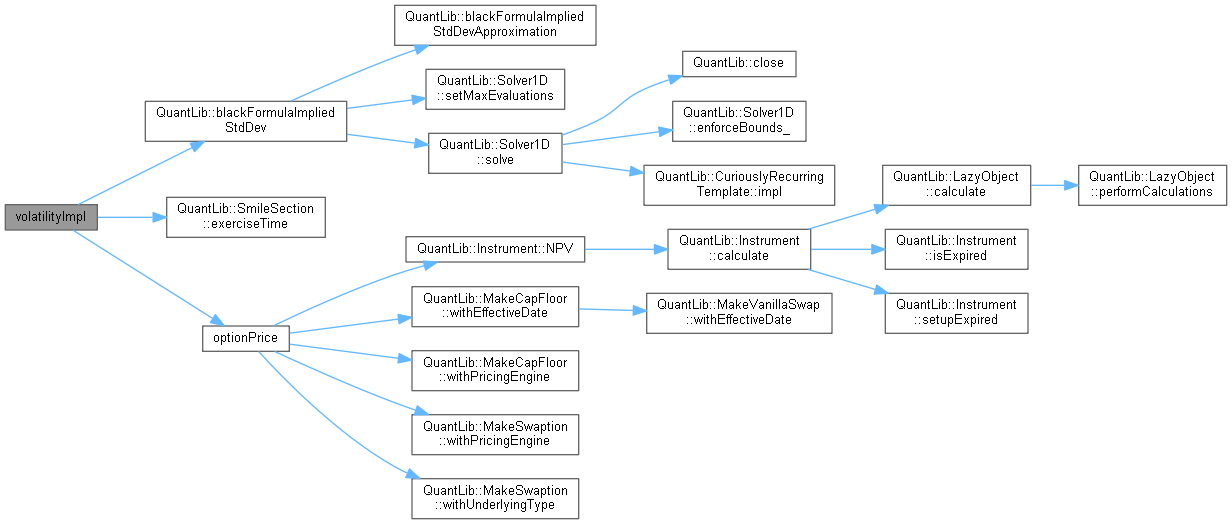 volatilityImpl
QuantLib::blackFormulaImplied
StdDev
QuantLib::SmileSection
::exerciseTime
optionPrice
QuantLib::blackFormulaImplied
StdDevApproximation
QuantLib::Solver1D
::setMaxEvaluations
QuantLib::Solver1D
::solve
QuantLib::close
QuantLib::Solver1D
::enforceBounds_
QuantLib::CuriouslyRecurring
Template::impl
QuantLib::Instrument::NPV
QuantLib::Instrument
::calculate
QuantLib::LazyObject
::calculate
QuantLib::LazyObject
::performCalculations
QuantLib::Instrument
::isExpired
QuantLib::Instrument
::setupExpired
QuantLib::MakeCapFloor
::withEffectiveDate
QuantLib::MakeVanillaSwap
::withEffectiveDate
QuantLib::MakeCapFloor
::withPricingEngine
QuantLib::MakeSwaption
::withPricingEngine
QuantLib::MakeSwaption
::withUnderlyingType